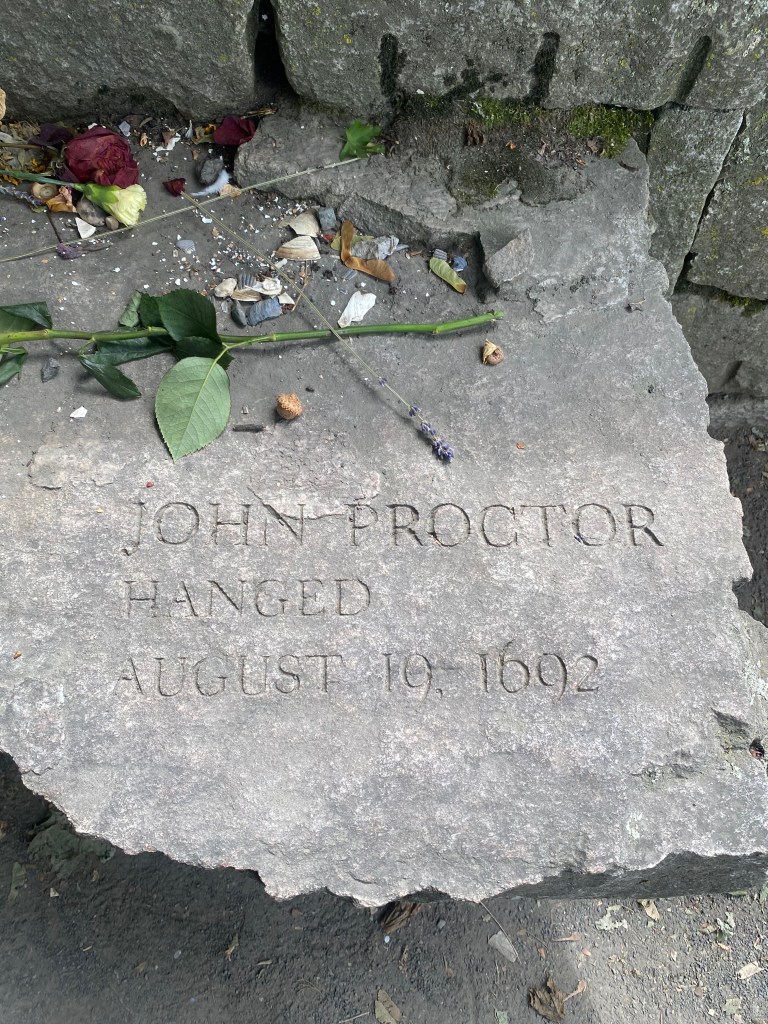 JOHN PROCTOR
HANGED
AUGUST 19, 1692